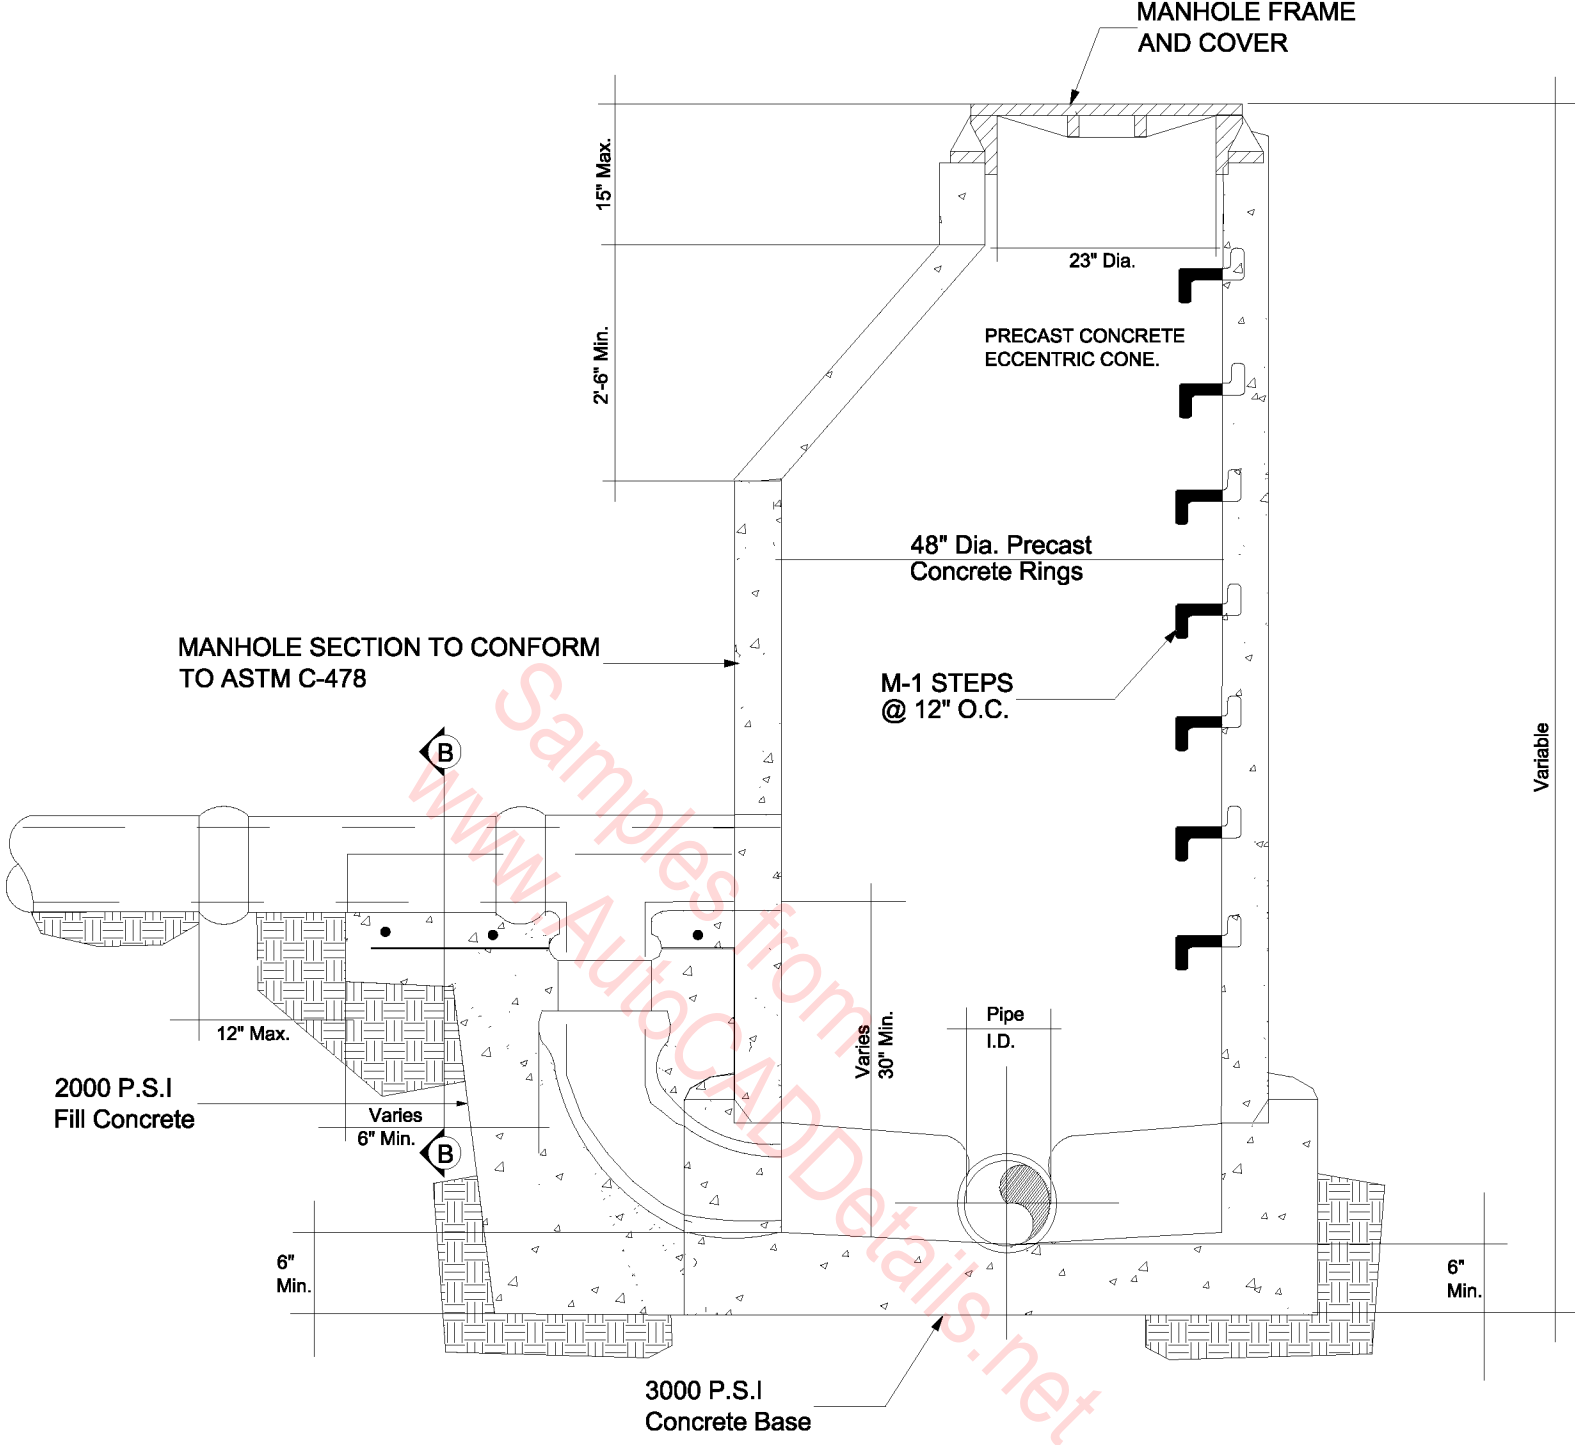 MANHOLE FRAME
AND COVER
15" Max.
2'-6" Min.
23" Dia.
PRECAST CONCRETE
ECCENTRIC CONE.
48" Dia. Precast
Concrete Rings
MANHOLE SECTION TO CONFORM
TO ASTM C-478
M-1 STEPS
@ 12" O.C.
Variable
B
Samples from
www.AutoCADDetails.net
12" Max.
Varies
30" Min.
Pipe
I.D.
2000 P.S.I
Fill Concrete
Varies
6" Min.
B
6"
Min.
6"
Min.
3000 P.S.I
Concrete Base